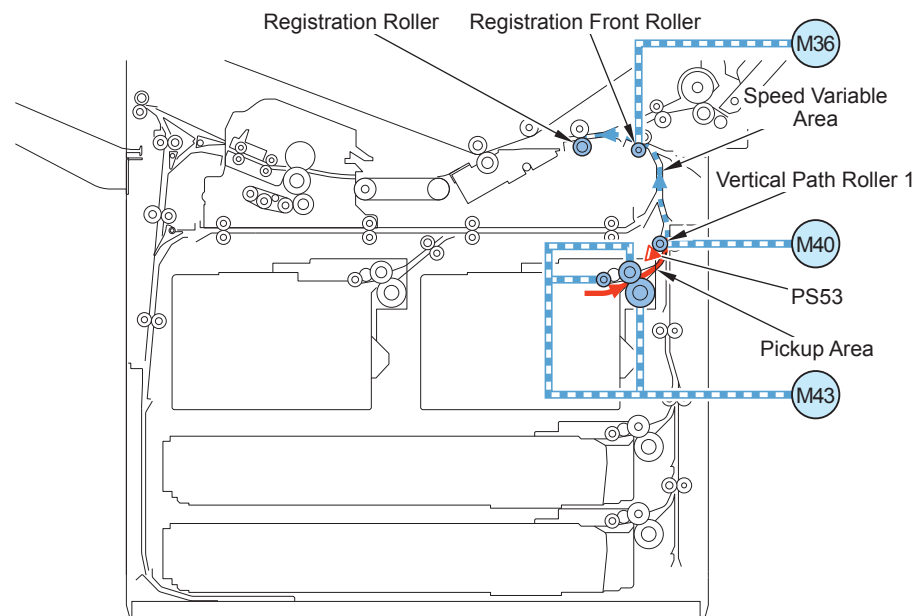 Registration Roller
Registration Front Roller
M36
Speed Variable
Area
Vertical Path Roller 1
M40
PS53
Pickup Area
M43